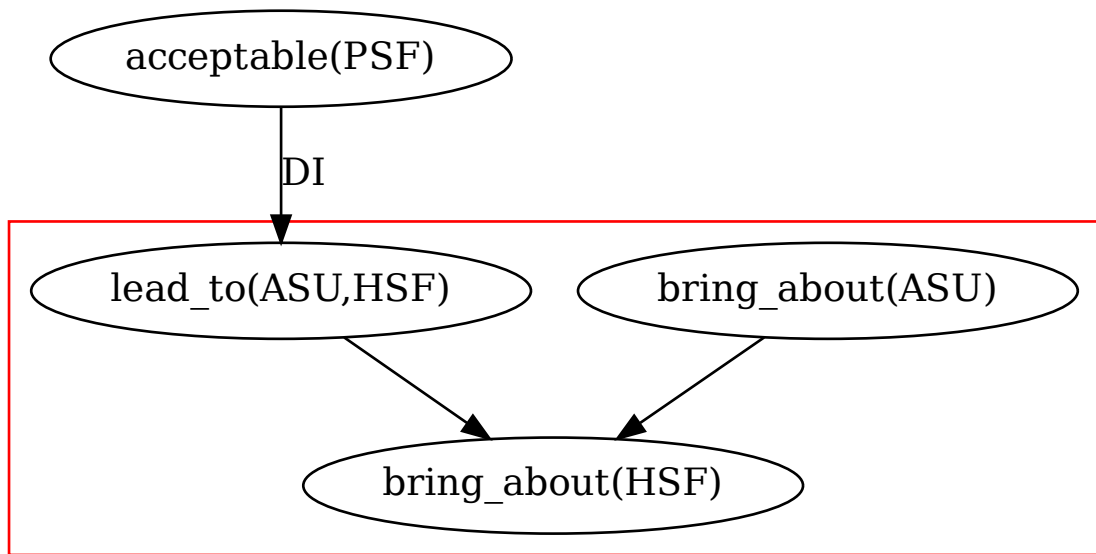 acceptable(PSF)
DI
lead_to(ASU,HSF)
bring_about(ASU)
bring_about(HSF)